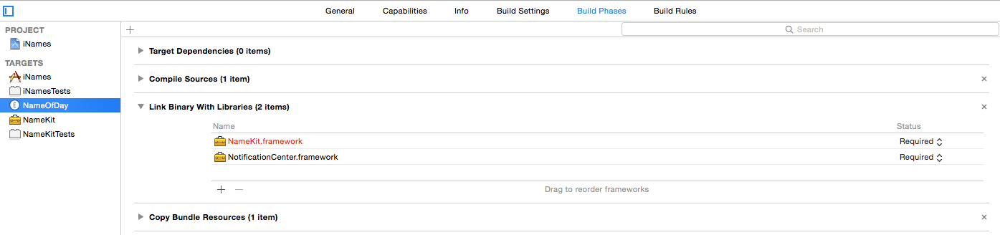 General Capabilities Info Build Settings Build Phases Build Rules
PROJECT
iNames
TARGETS
iNames
iNamesTests
E NameOfDay
NameKit
NameKitTests
+ Search
Target Dependencies (0 items)
Compile Sources (1 item) ×
Link Binary With Libraries (2 items) ×
Name Status
NameKit.framework Required
NotificationCenter.framework Required
+ − Drag to reorder frameworks
Copy Bundle Resources (1 item) ×